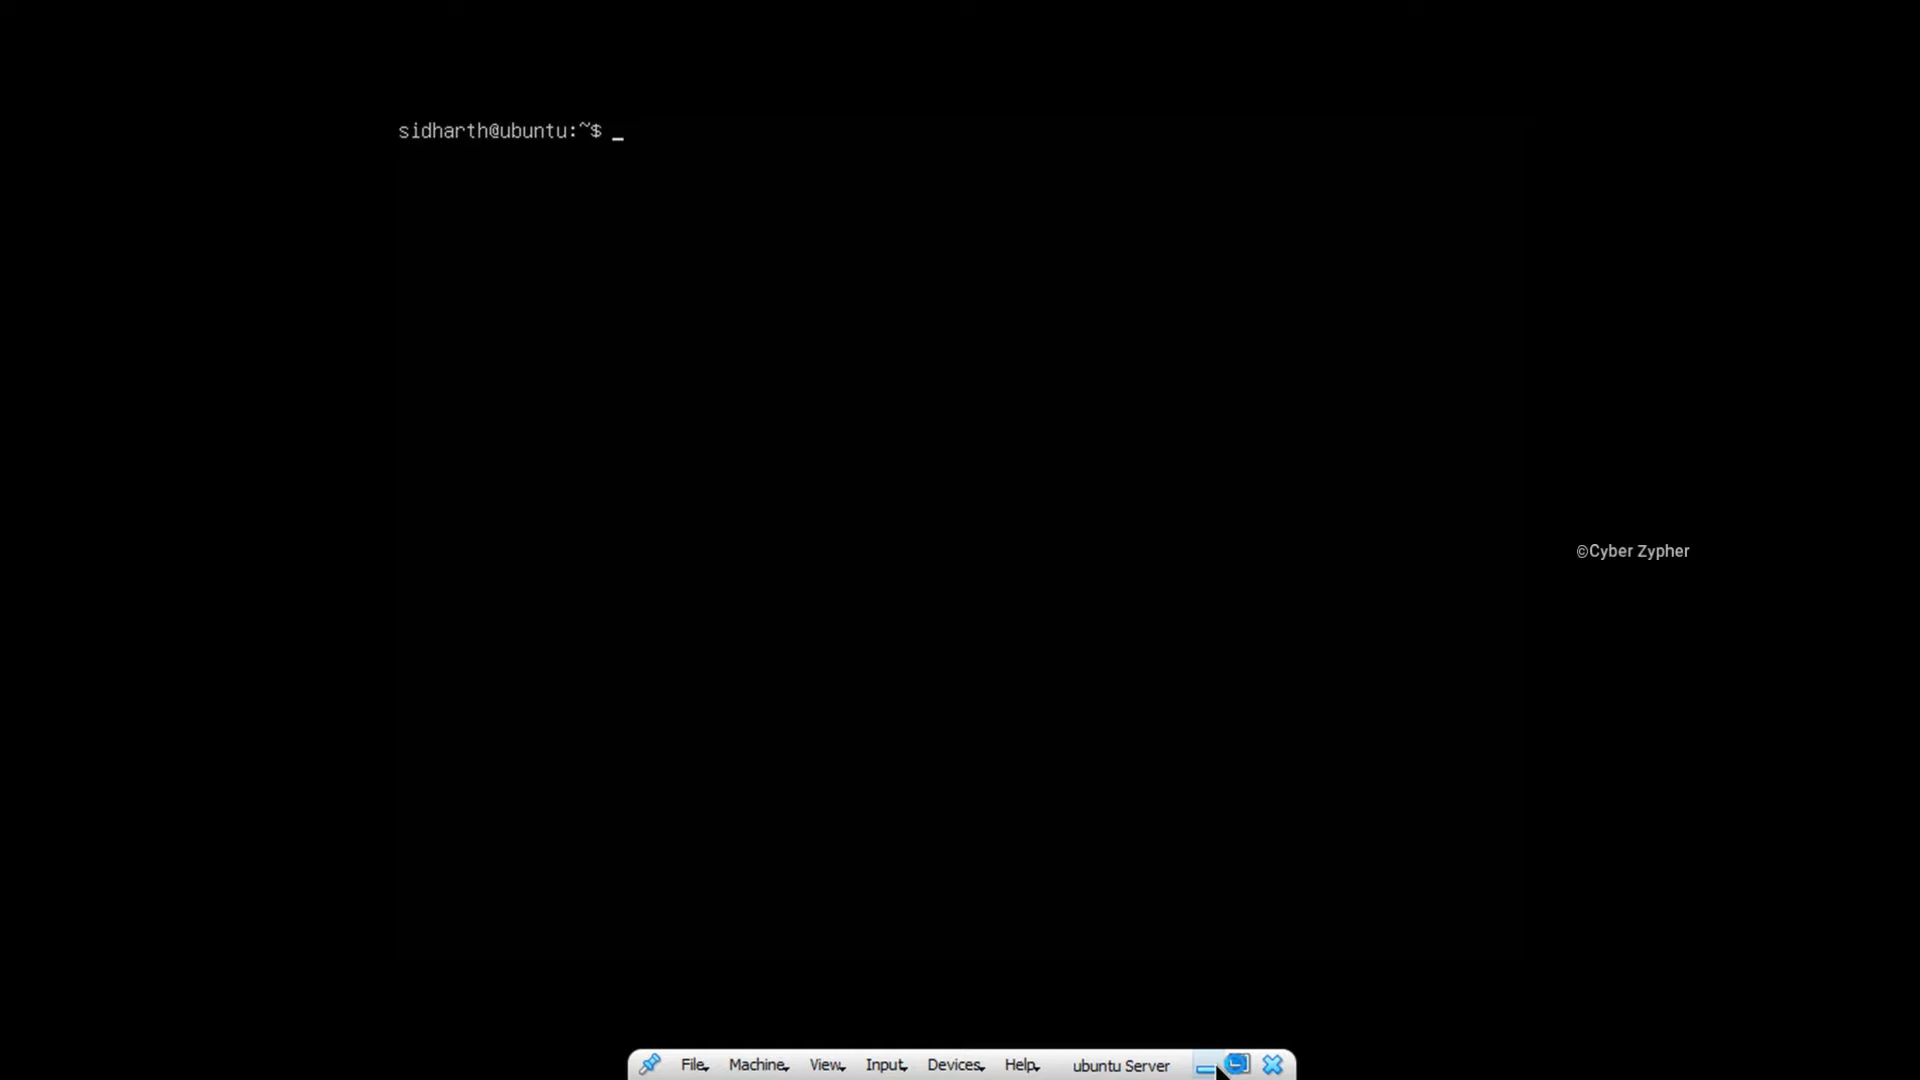 sidharth@ubuntu:~$ _
©Cyber Zypher
File Machine View Input Devices Help ubuntu Server